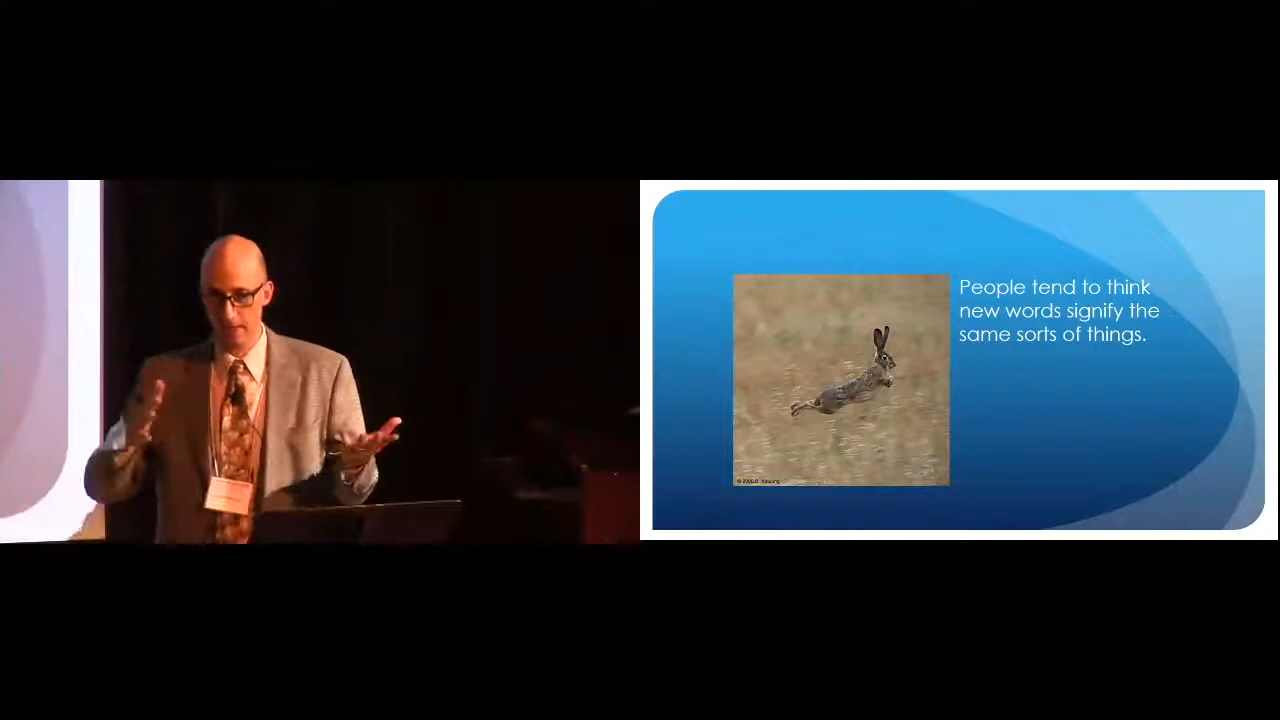 People tend to think
new words signify the
same sorts of things.